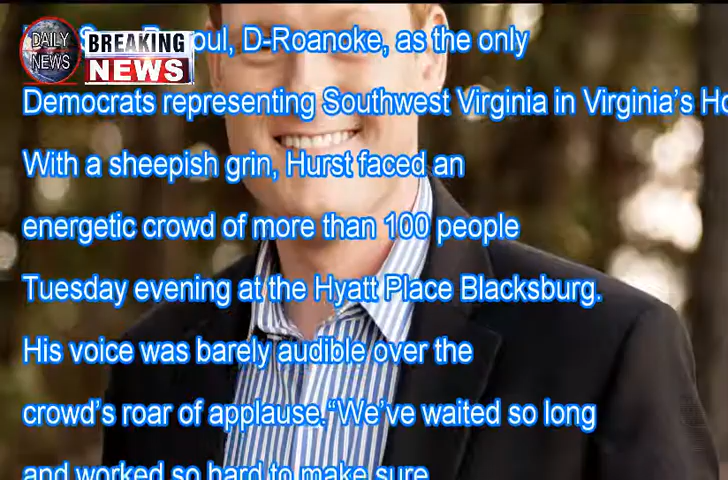 DAILY
NEWS
BREAKING
NEWS
D-Roanoke, as the only
Democrats representing Southwest Virginia in Virginia’s Ho
With a sheepish grin, Hurst faced an
energetic crowd of more than 100 people
Tuesday evening at the Hyatt Place Blacksburg.
His voice was barely audible over the
crowd’s roar of applause.“We’ve waited so long
and worked so hard to make sure